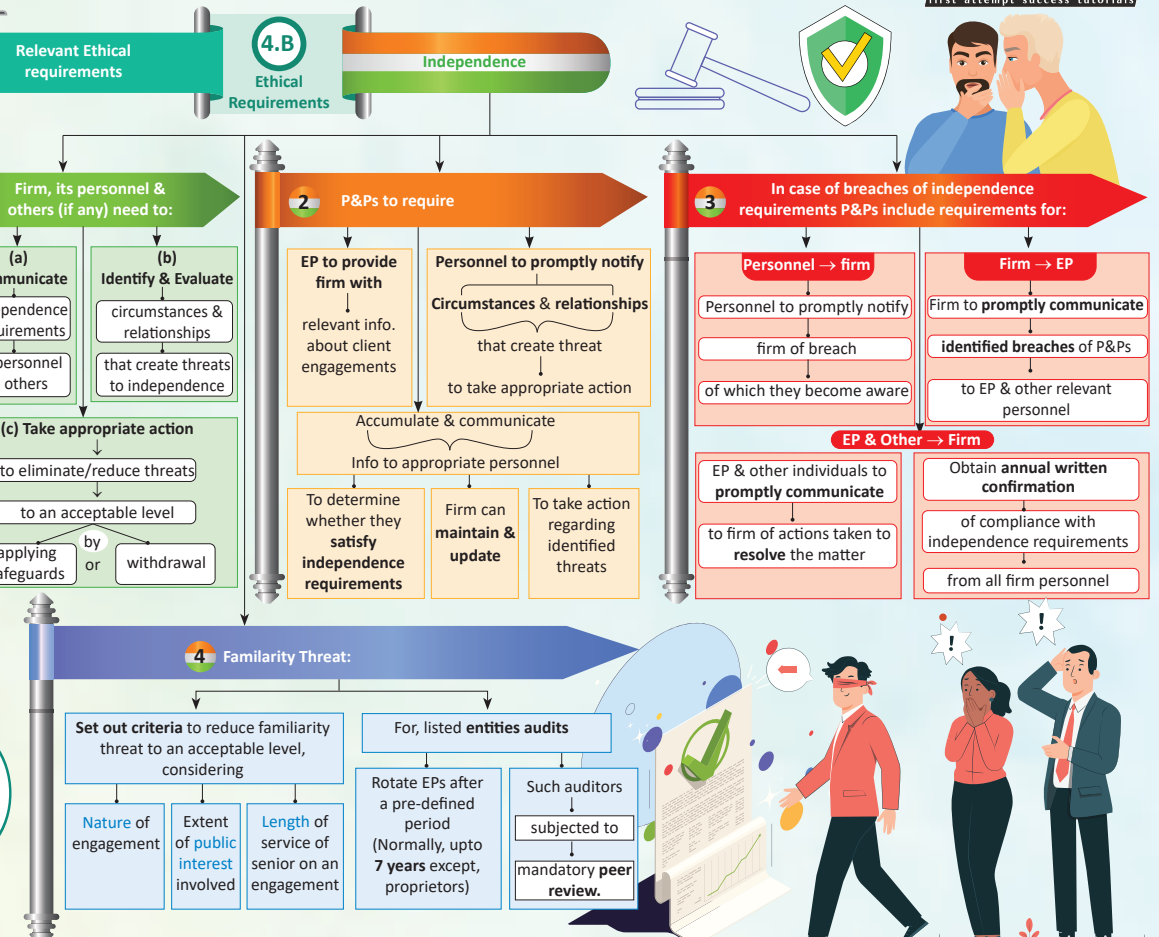 first attempt success tutorials
Relevant Ethical
requirements
4.B
Ethical
Requirements
Independence
Firm, its personnel &
others (if any) need to:
(a)
mmunicate
pendence
uirements
personnel
others
(b)
Identify & Evaluate
circumstances &
relationships
that create threats
to independence
(c) Take appropriate action
to eliminate/reduce threats
to an acceptable level
by
applying
afeguards
or
withdrawal
2
P&Ps to require
EP to provide
firm with
relevant info.
about client
engagements
Personnel to promptly notify
Circumstances & relationships
that create threat
to take appropriate action
Accumulate & communicate
Info to appropriate personnel
To determine
whether they
satisfy
independence
requirements
Firm can
maintain &
update
To take action
regarding
identified
threats
3
In case of breaches of independence
requirements P&Ps include requirements for:
Personnel → firm
Personnel to promptly notify
firm of breach
of which they become aware
Firm → EP
Firm to promptly communicate
identified breaches of P&Ps
to EP & other relevant
personnel
EP & Other → Firm
EP & other individuals to
promptly communicate
to firm of actions taken to
resolve the matter
Obtain annual written
confirmation
of compliance with
independence requirements
from all firm personnel
4
Familarity Threat:
Set out criteria to reduce familiarity
threat to an acceptable level,
considering
Nature of
engagement
Extent
of public
interest
involved
Length of
service of
senior on an
engagement
For, listed entities audits
Rotate EPs after
a pre-defined
period
(Normally, upto
7 years except,
proprietors)
Such auditors
subjected to
mandatory peer
review.
!
!